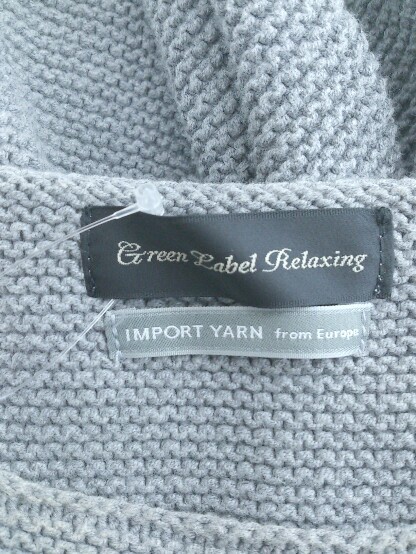 Green Label Relaxing
IMPORT YARN from Europe